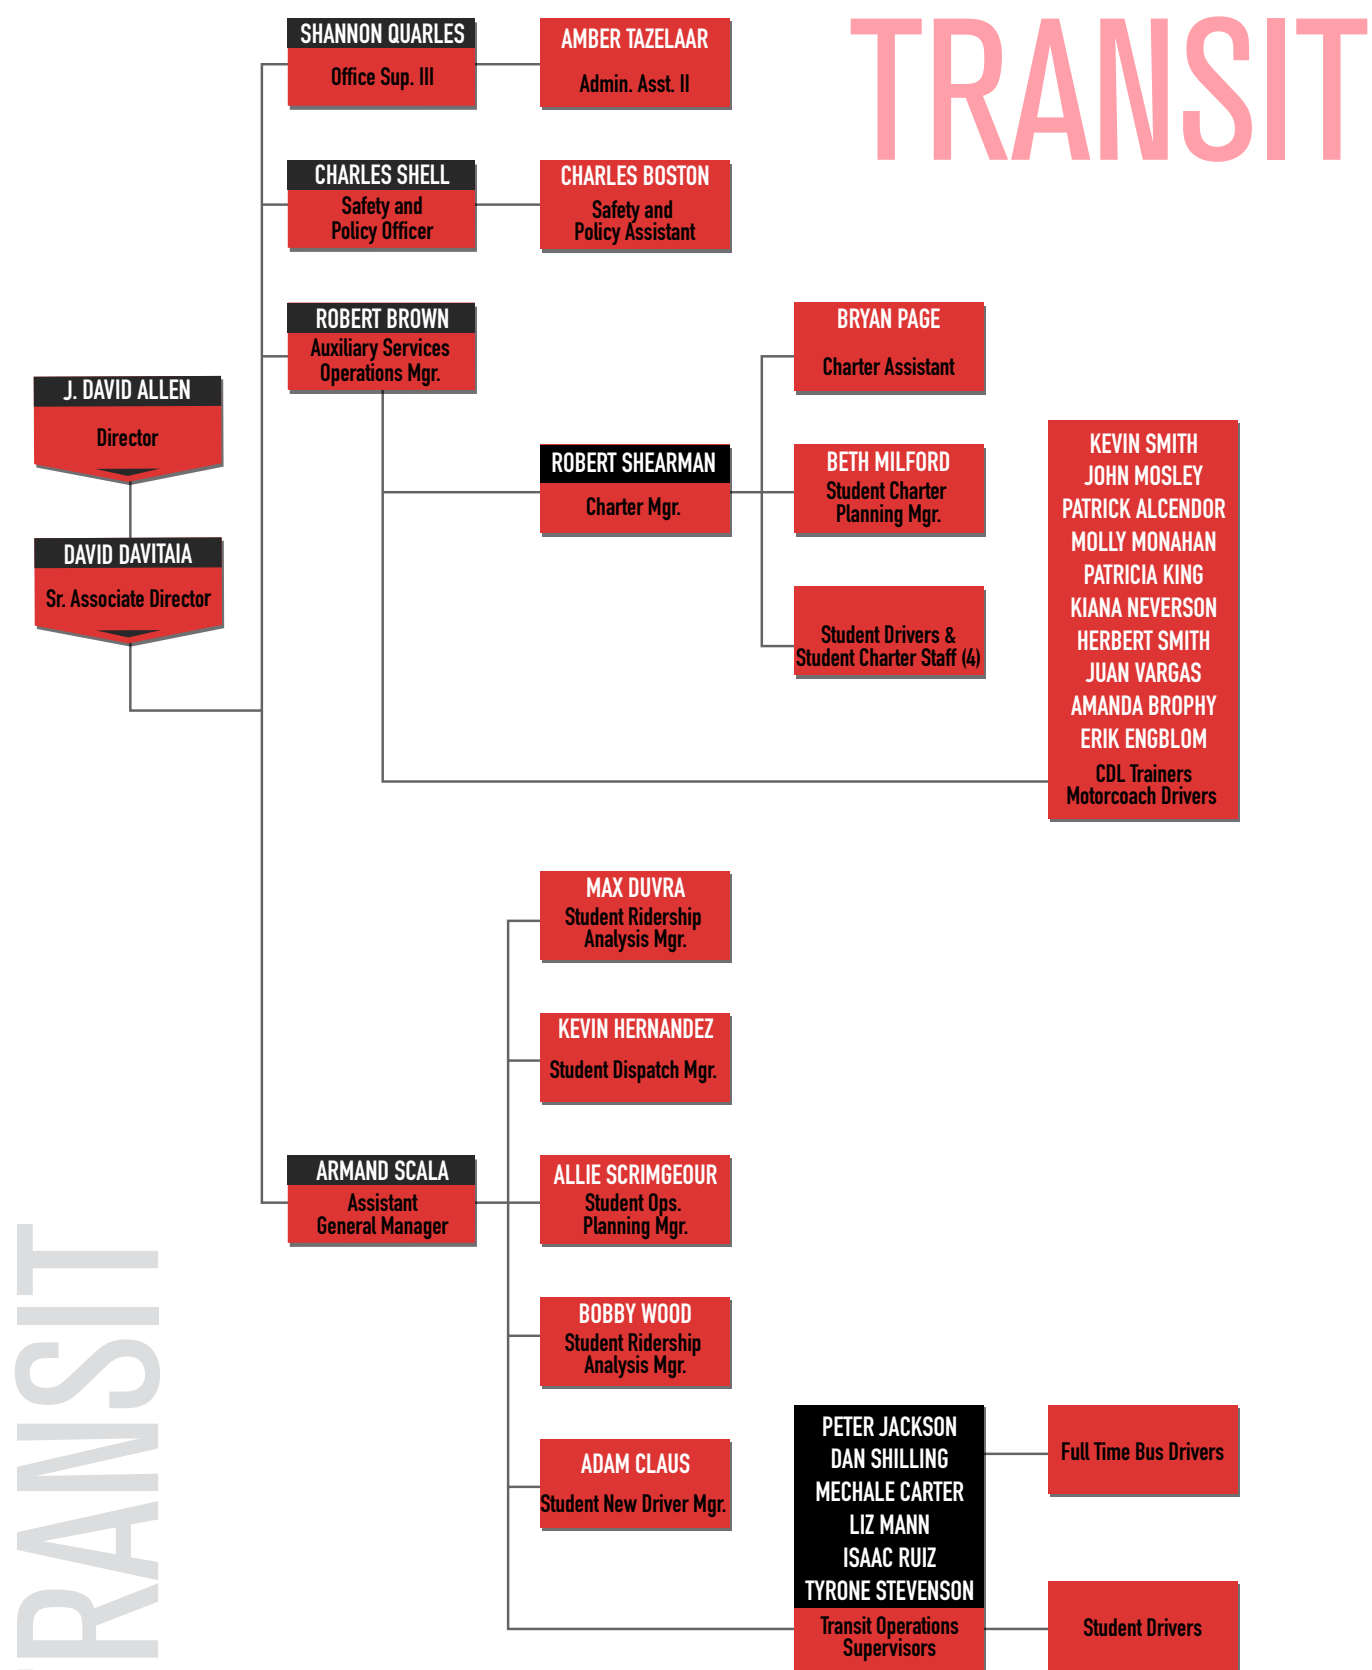 TRANSIT
SHANNON QUARLES
Office Sup. III
AMBER TAZELAAR
Admin. Asst. II
CHARLES SHELL
Safety and
Policy Officer
CHARLES BOSTON
Safety and
Policy Assistant
ROBERT BROWN
Auxiliary Services
Operations Mgr.
J. DAVID ALLEN
Director
DAVID DAVITAIA
Sr. Associate Director
BRYAN PAGE
Charter Assistant
ROBERT SHEARMAN
Charter Mgr.
BETH MILFORD
Student Charter
Planning Mgr.
Student Drivers &
Student Charter Staff (4)
KEVIN SMITH
JOHN MOSLEY
PATRICK ALCENDOR
MOLLY MONAHAN
PATRICIA KING
KIANA NEVERSON
HERBERT SMITH
JUAN VARGAS
AMANDA BROPHY
ERIK ENGBLOM
CDL Trainers
Motorcoach Drivers
MAX DUVRA
Student Ridership
Analysis Mgr.
KEVIN HERNANDEZ
Student Dispatch Mgr.
ARMAND SCALA
Assistant
General Manager
ALLIE SCRIMGEOUR
Student Ops.
Planning Mgr.
BOBBY WOOD
Student Ridership
Analysis Mgr.
ADAM CLAUS
Student New Driver Mgr.
PETER JACKSON
DAN SHILLING
MECHALE CARTER
LIZ MANN
ISAAC RUIZ
TYRONE STEVENSON
Transit Operations
Supervisors
Full Time Bus Drivers
Student Drivers
TRANSIT